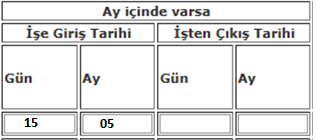 Ay içinde varsa
İşe Giriş Tarihi İşten Çıkış Tarihi
Gün Ay Gün Ay
15 05